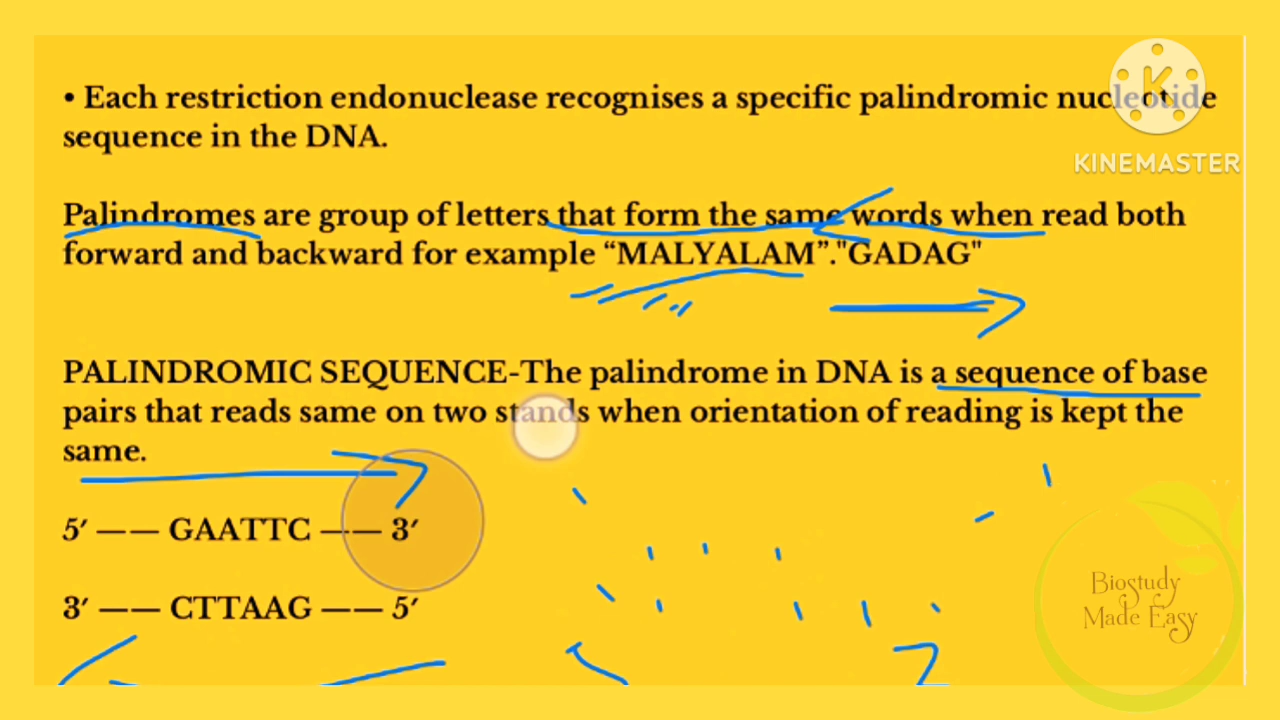 • Each restriction endonuclease recognises a specific palindromic nucleotide
sequence in the DNA.
Palindromes are group of letters that form the same words when read both
forward and backward for example “MALYALAM”."GADAG"
PALINDROMIC SEQUENCE-The palindrome in DNA is a sequence of base
pairs that reads same on two stands when orientation of reading is kept the
same.
5′ —— GAATTC —— 3′
3′ —— CTTAAG —— 5′
K
KINEMASTER
Biostudy
Made Easy